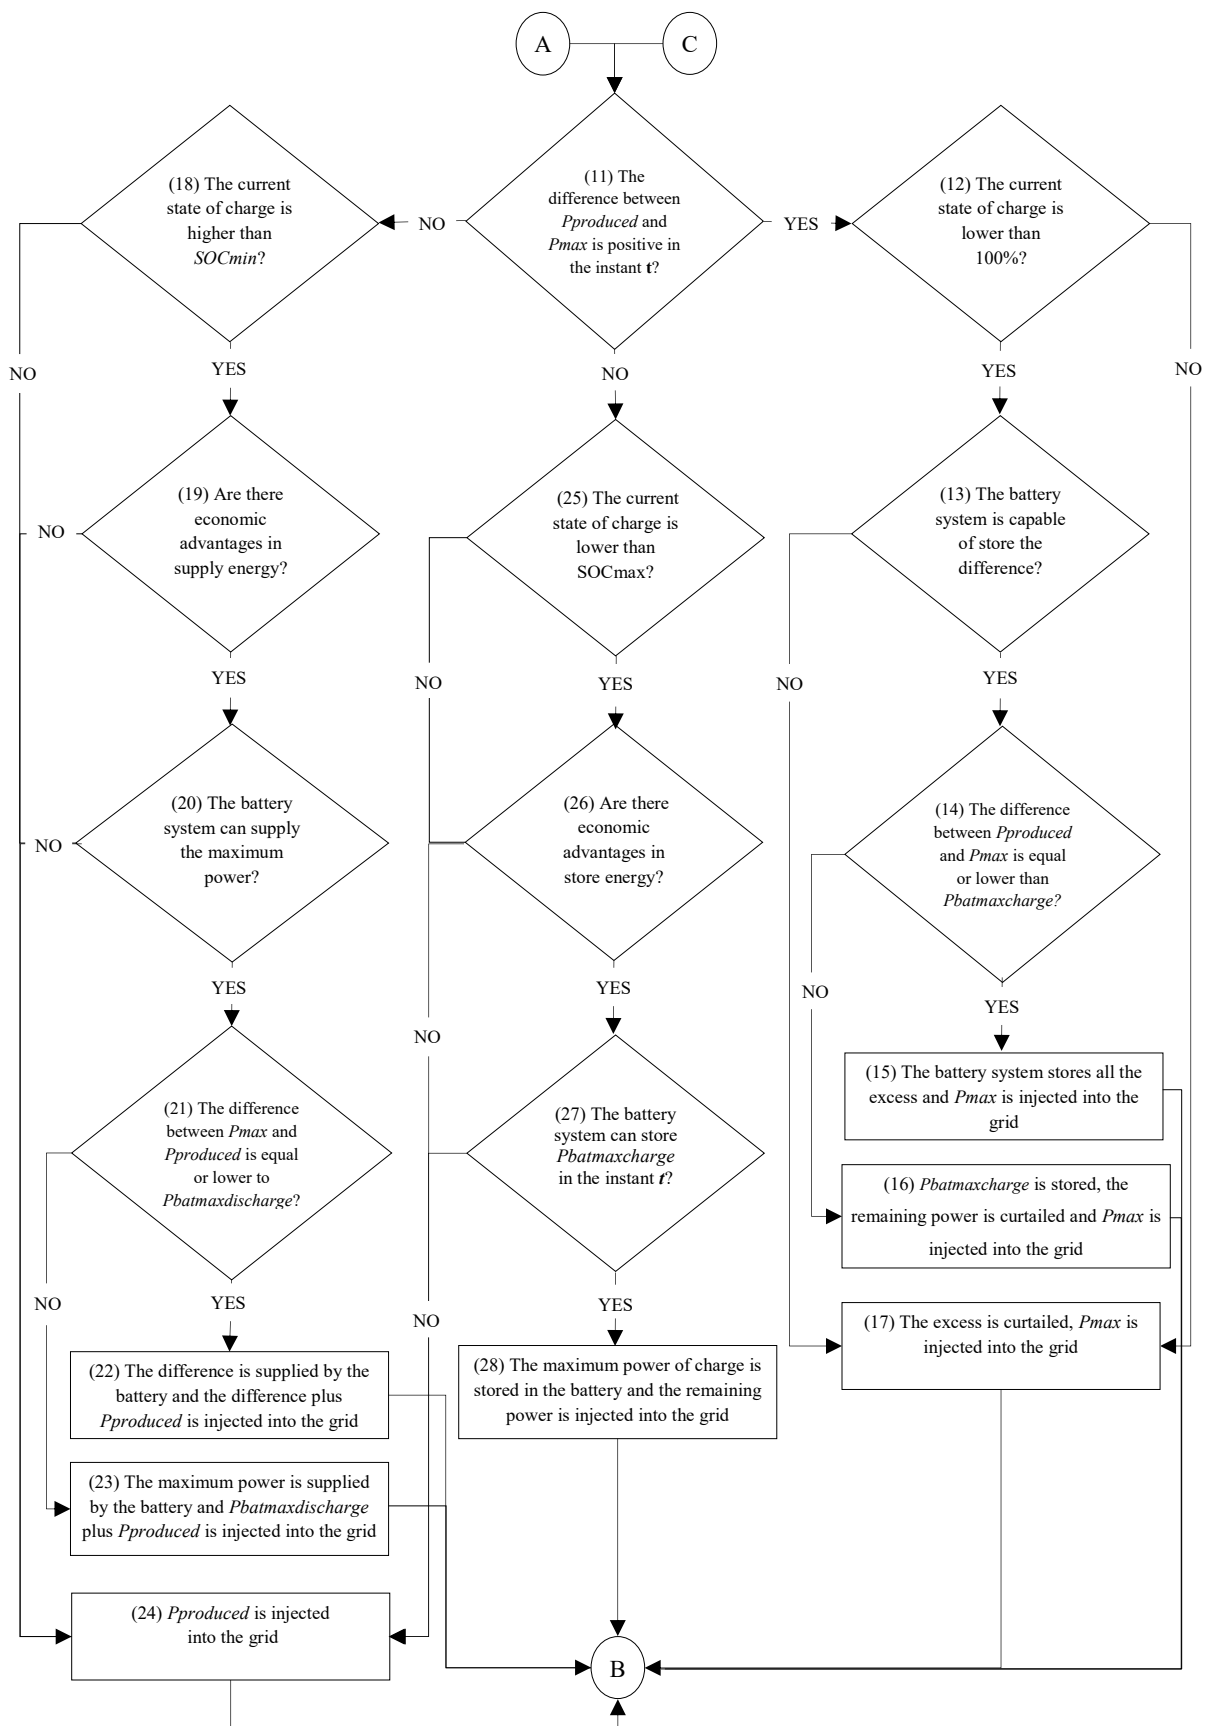 A
C
(11) The
difference between
Pproduced and
Pmax is positive in
the instant t?
NO
YES
NO
(18) The current
state of charge is
higher than
SOCmin?
NO
YES
(19) Are there
economic
advantages in
supply energy?
NO
YES
(20) The battery
system can supply
the maximum
power?
NO
YES
(21) The difference
between Pmax and
Pproduced is equal
or lower to
Pbatmaxdischarge?
NO
YES
(22) The difference is supplied by the
battery and the difference plus
Pproduced is injected into the grid
(23) The maximum power is supplied
by the battery and Pbatmaxdischarge
plus Pproduced is injected into the grid
(24) Pproduced is injected
into the grid
(25) The current
state of charge is
lower than
SOCmax?
NO
YES
(26) Are there
economic
advantages in
store energy?
NO
YES
(27) The battery
system can store
Pbatmaxcharge
in the instant t?
NO
YES
(28) The maximum power of charge is
stored in the battery and the remaining
power is injected into the grid
(12) The current
state of charge is
lower than
100%?
NO
YES
(13) The battery
system is capable
of store the
difference?
NO
YES
(14) The difference
between Pproduced
and Pmax is equal
or lower than
Pbatmaxcharge?
NO
YES
(15) The battery system stores all the
excess and Pmax is injected into the
grid
(16) Pbatmaxcharge is stored, the
remaining power is curtailed and Pmax is
injected into the grid
(17) The excess is curtailed, Pmax is
injected into the grid
B